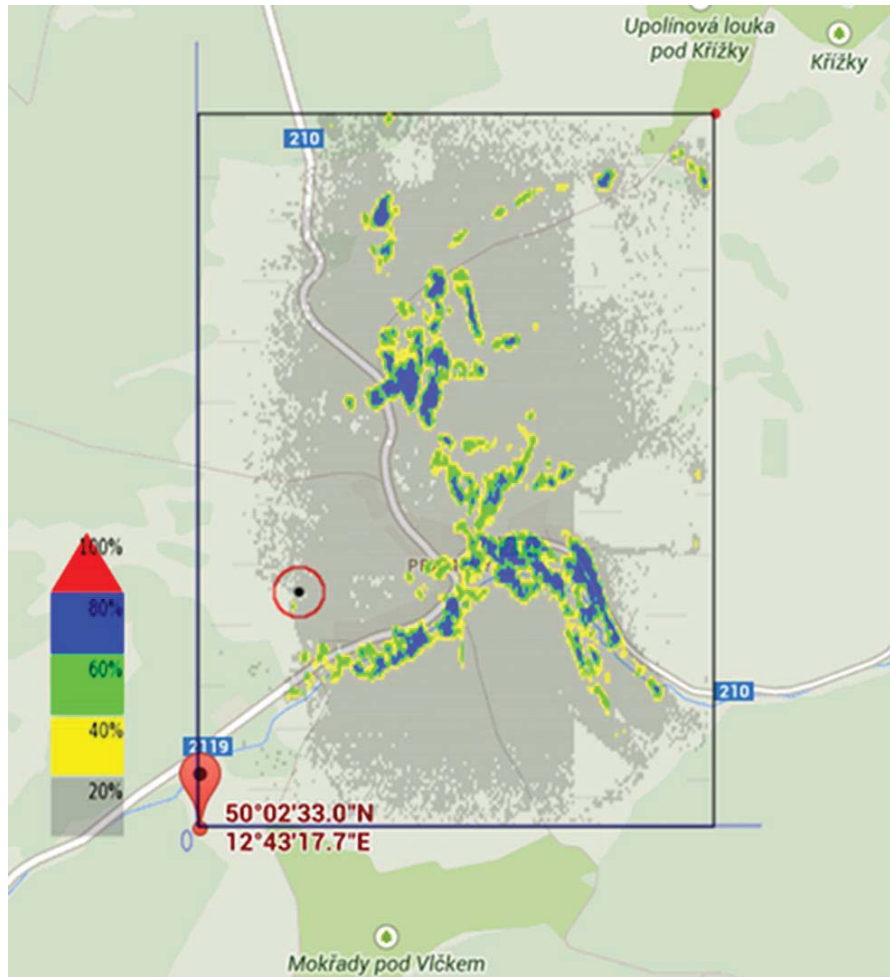 Upolínová louka
pod Křížky
Křížky
210
100%
80%
60%
40%
20%
210
2119
50°02'33.0"N
12°43'17.7"E
0
Mokřady pod Vlčkem